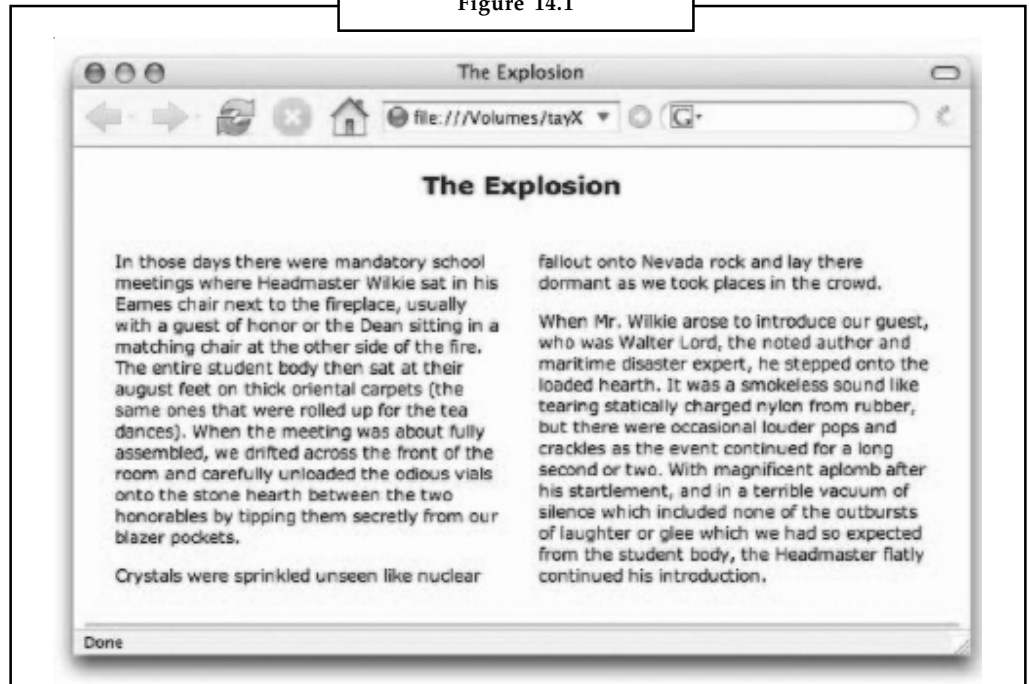 Figure 14.1
The Explosion
file:///Volumes/tayX
G
The Explosion
In those days there were mandatory school
meetings where Headmaster Wilkie sat in his
Eames chair next to the fireplace, usually
with a guest of honor or the Dean sitting in a
matching chair at the other side of the fire.
The entire student body then sat at their
august feet on thick oriental carpets (the
same ones that were rolled up for the tea
dances). When the meeting was about fully
assembled, we drifted across the front of the
room and carefully unloaded the odious vials
onto the stone hearth between the two
honorables by tipping them secretly from our
blazer pockets.
Crystals were sprinkled unseen like nuclear
fallout onto Nevada rock and lay there
dormant as we took places in the crowd.
When Mr. Wilkie arose to introduce our guest,
who was Walter Lord, the noted author and
maritime disaster expert, he stepped onto the
loaded hearth. It was a smokeless sound like
tearing statically charged nylon from rubber,
but there were occasional louder pops and
crackles as the event continued for a long
second or two. With magnificent aplomb after
his startlement, and in a terrible vacuum of
silence which included none of the outbursts
of laughter or glee which we had so expected
from the student body, the Headmaster flatly
continued his introduction.
Done